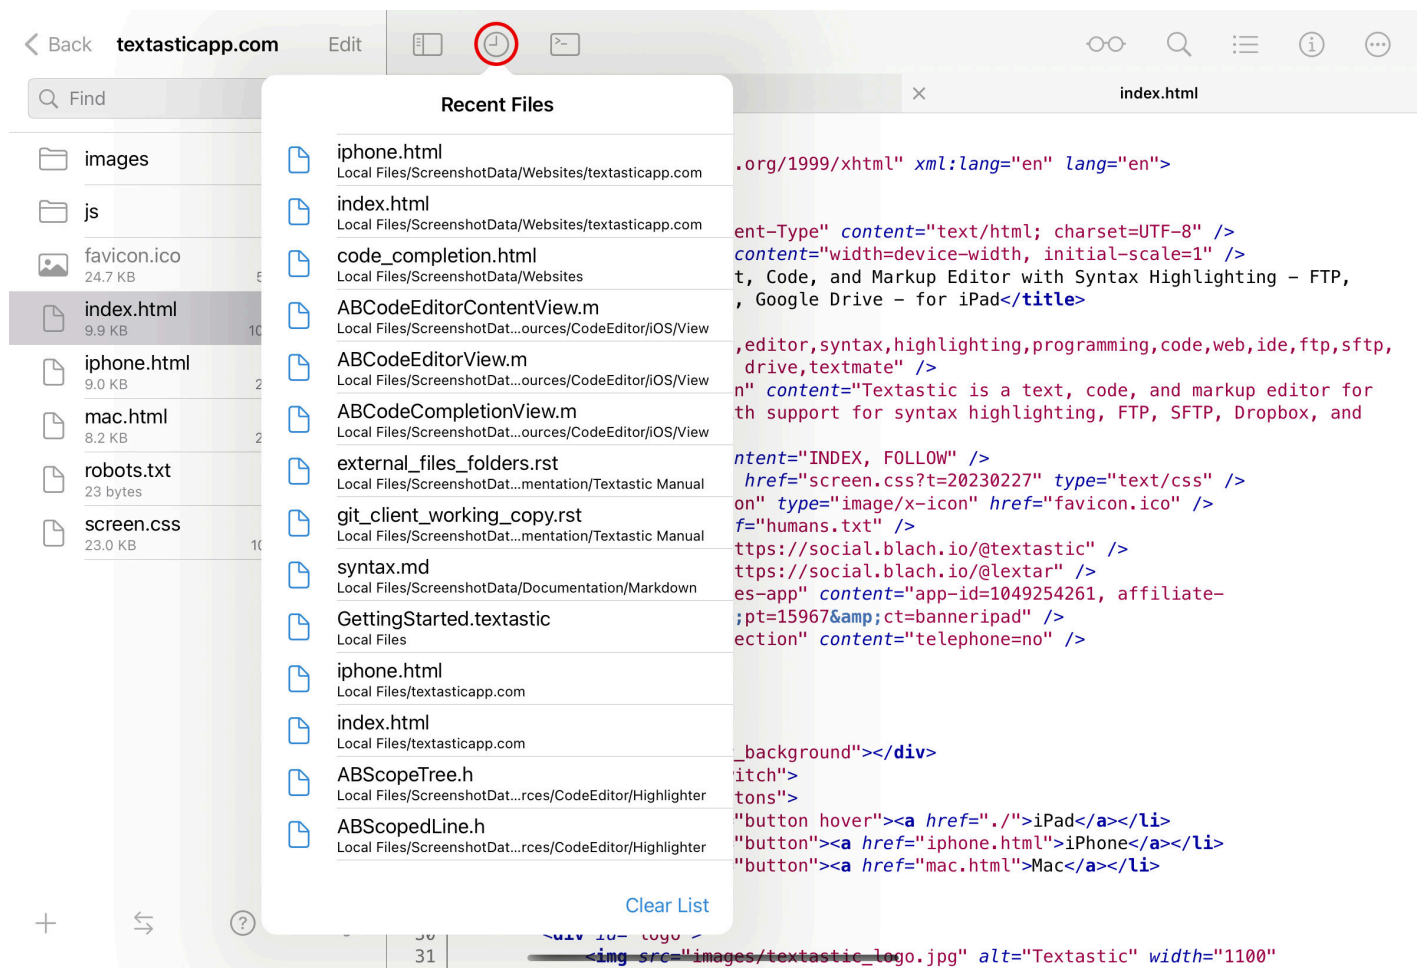 Back
textasticapp.com
Edit
Find
images
js
favicon.ico
24.7 KB
index.html
9.9 KB
iphone.html
9.0 KB
mac.html
8.2 KB
robots.txt
23 bytes
screen.css
23.0 KB
Recent Files
iphone.html
Local Files/ScreenshotData/Websites/textasticapp.com
index.html
Local Files/ScreenshotData/Websites/textasticapp.com
code_completion.html
Local Files/ScreenshotData/Websites
ABCodeEditorContentView.m
Local Files/ScreenshotDat...ources/CodeEditor/iOS/View
ABCodeEditorView.m
Local Files/ScreenshotDat...ources/CodeEditor/iOS/View
ABCodeCompletionView.m
Local Files/ScreenshotDat...ources/CodeEditor/iOS/View
external_files_folders.rst
Local Files/ScreenshotDat...mentation/Textastic Manual
git_client_working_copy.rst
Local Files/ScreenshotDat...mentation/Textastic Manual
syntax.md
Local Files/ScreenshotData/Documentation/Markdown
GettingStarted.textastic
Local Files
iphone.html
Local Files/textasticapp.com
index.html
Local Files/textasticapp.com
ABScopeTree.h
Local Files/ScreenshotDat...rces/CodeEditor/Highlighter
ABScopedLine.h
Local Files/ScreenshotDat...rces/CodeEditor/Highlighter
Clear List
index.html
.org/1999/xhtml" xml:lang="en" lang="en">
ent-Type" content="text/html; charset=UTF-8" />
content="width=device-width, initial-scale=1" />
t, Code, and Markup Editor with Syntax Highlighting – FTP,
, Google Drive – for iPad</title>
,editor,syntax,highlighting,programming,code,web,ide,ftp,sftp,
drive,textmate" />
n" content="Textastic is a text, code, and markup editor for
th support for syntax highlighting, FTP, SFTP, Dropbox, and
ntent="INDEX, FOLLOW" />
href="screen.css?t=20230227" type="text/css" />
on" type="image/x-icon" href="favicon.ico" />
f="humans.txt" />
ttps://social.blach.io/@textastic" />
ttps://social.blach.io/@lextar" />
es-app" content="app-id=1049254261, affiliate-
;pt=15967&amp;ct=banneripad" />
ection" content="telephone=no" />
_background"></div>
itch">
tons">
"button hover"><a href="./">iPad</a></li>
"button"><a href="iphone.html">iPhone</a></li>
"button"><a href="mac.html">Mac</a></li>
30 <div id="logo">
31 <img src="images/textastic_logo.jpg" alt="Textastic" width="1100"